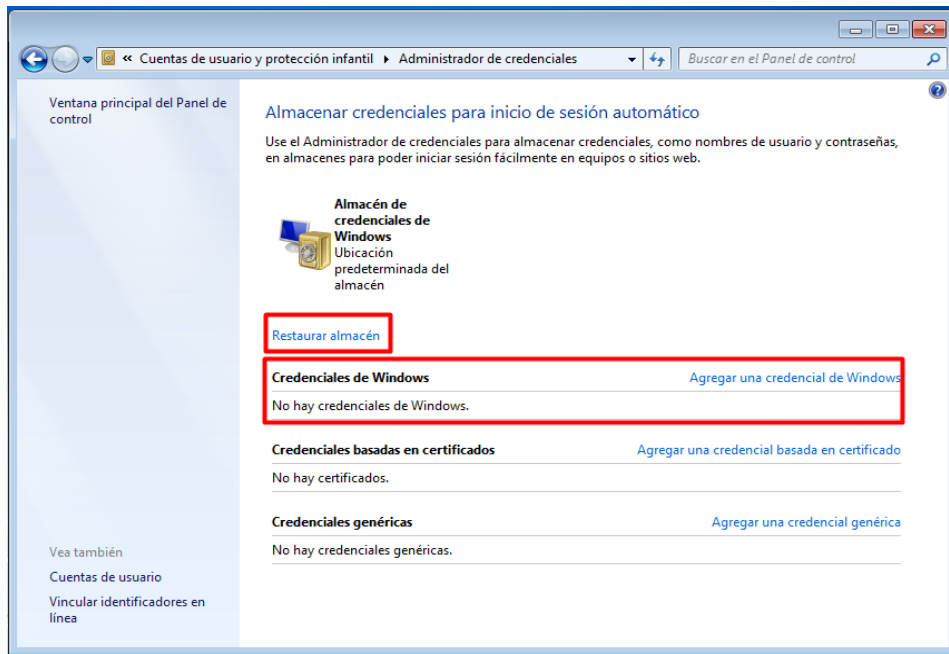 « Cuentas de usuario y protección infantil ▸ Administrador de credenciales
Buscar en el Panel de control
Ventana principal del Panel de
control
Almacenar credenciales para inicio de sesión automático
Use el Administrador de credenciales para almacenar credenciales, como nombres de usuario y contraseñas,
en almacenes para poder iniciar sesión fácilmente en equipos o sitios web.
Almacén de
credenciales de
Windows
Ubicación
predeterminada del
almacén
Restaurar almacén
Credenciales de Windows Agregar una credencial de Windows
No hay credenciales de Windows.
Credenciales basadas en certificados Agregar una credencial basada en certificado
No hay certificados.
Credenciales genéricas Agregar una credencial genérica
No hay credenciales genéricas.
Vea también
Cuentas de usuario
Vincular identificadores en
línea